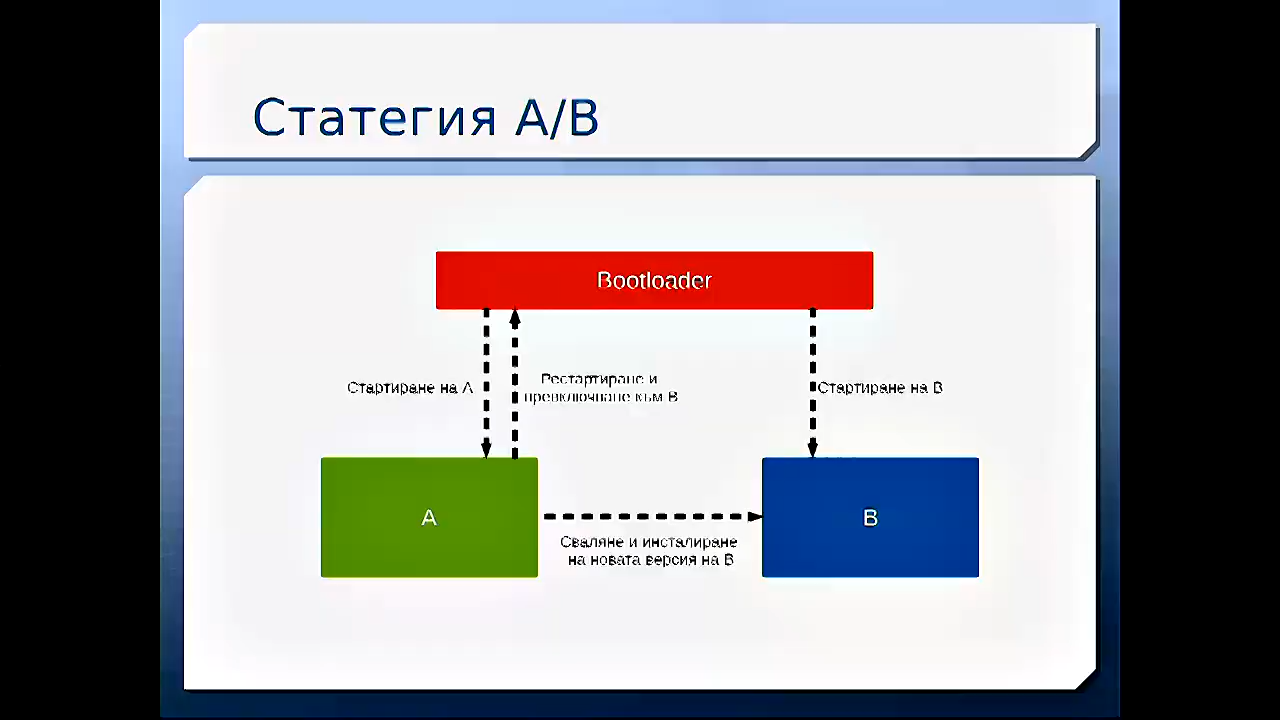 Статегия А/В
Bootloader
Стартиране на А
Рестартиране и
превключване към В
Стартиране на В
А
В
Сваляне и инсталиране
на новата версия на В